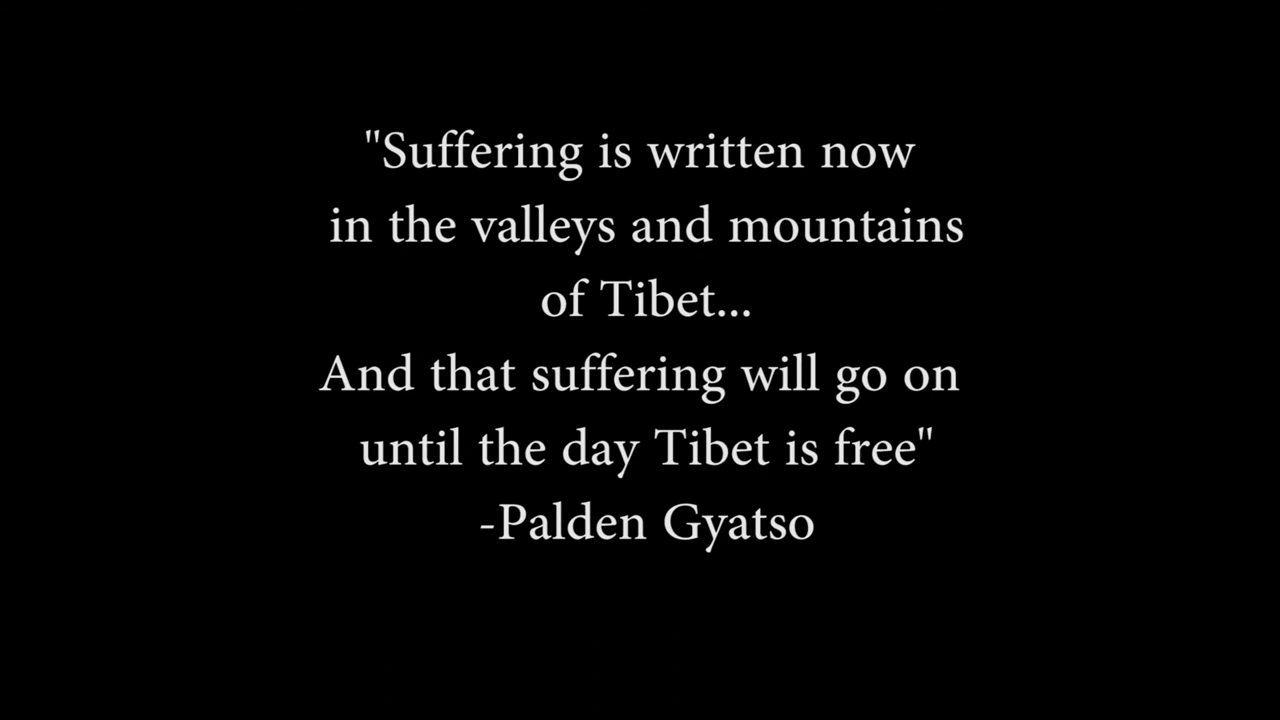 "Suffering is written now
in the valleys and mountains
of Tibet...
And that suffering will go on
until the day Tibet is free"
-Palden Gyatso